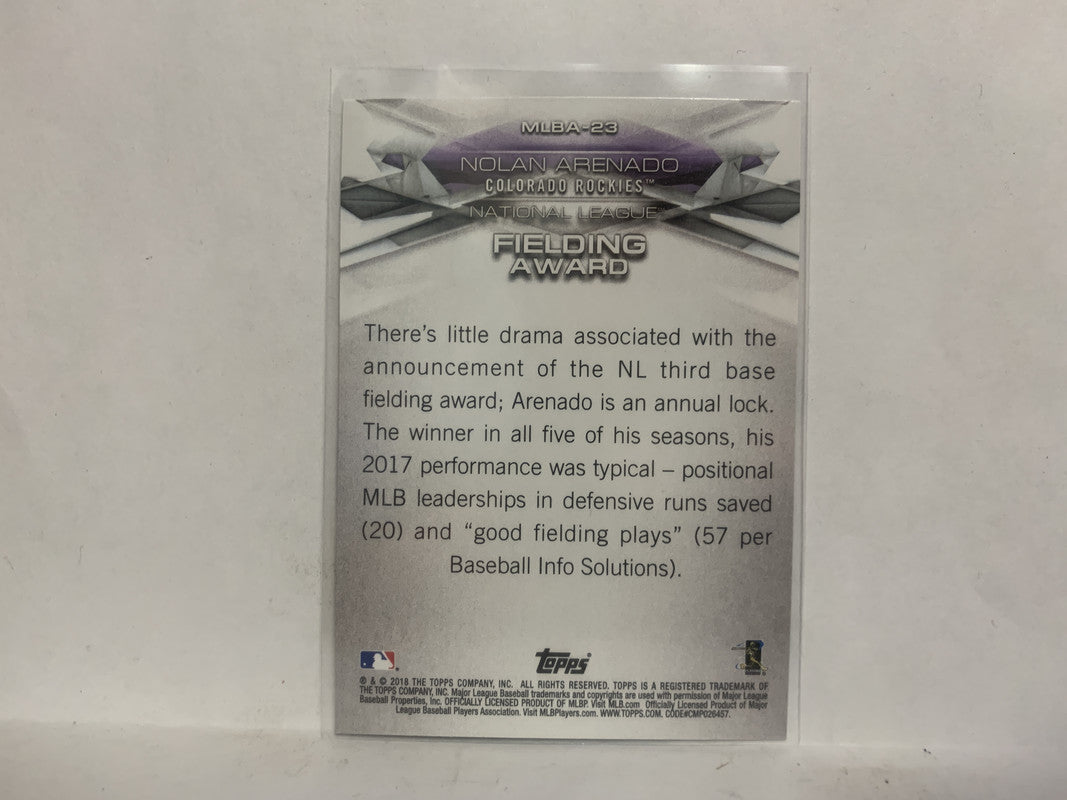 MLBA-23
NOLAN ARENADO
COLORADO ROCKIES™
NATIONAL LEAGUE™
FIELDING
AWARD
There's little drama associated with the
announcement of the NL third base
fielding award; Arenado is an annual lock.
The winner in all five of his seasons, his
2017 performance was typical – positional
MLB leaderships in defensive runs saved
(20) and “good fielding plays” (57 per
Baseball Info Solutions).
Topps
® & © 2018 THE TOPPS COMPANY, INC. ALL RIGHTS RESERVED. TOPPS IS A REGISTERED TRADEMARK OF
THE TOPPS COMPANY, INC. Major League Baseball trademarks and copyrights are used with permission of Major League
Baseball Properties, Inc. OFFICIALLY LICENSED PRODUCT OF MLBP. Visit MLB.com Officially Licensed Product of Major
League Baseball Players Association. Visit MLBPlayers.com. WWW.TOPPS.COM. CODE#CMP026457.